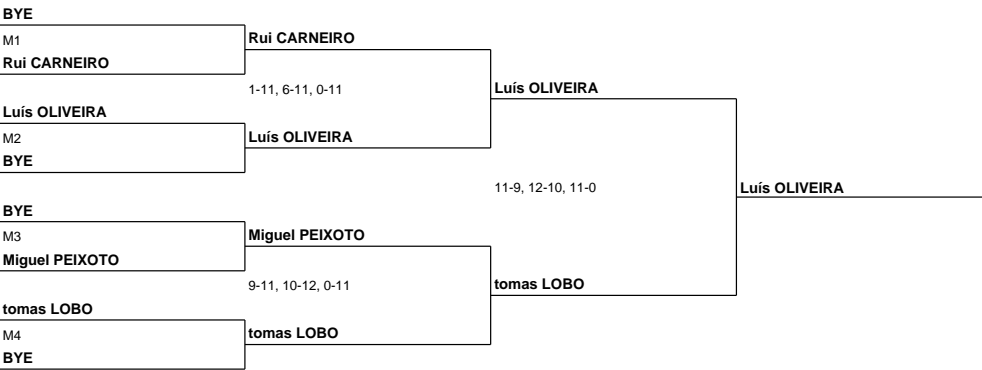 BYE
M1
Rui CARNEIRO
Rui CARNEIRO
1-11, 6-11, 0-11
Luís OLIVEIRA
Luís OLIVEIRA
M2
Luís OLIVEIRA
BYE
11-9, 12-10, 11-0
Luís OLIVEIRA
BYE
M3
Miguel PEIXOTO
Miguel PEIXOTO
9-11, 10-12, 0-11
tomas LOBO
tomas LOBO
M4
tomas LOBO
BYE